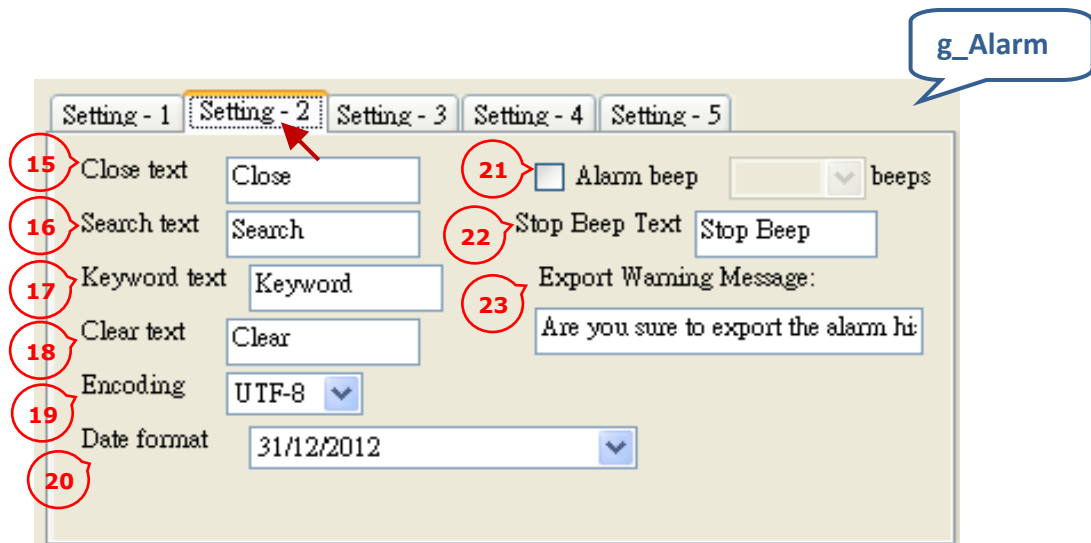 g_Alarm
Setting - 1 Setting - 2 Setting - 3 Setting - 4 Setting - 5
15 Close text Close
16 Search text Search
17 Keyword text Keyword
18 Clear text Clear
19 Encoding UTF-8
20 Date format 31/12/2012
21 Alarm beep beeps
22 Stop Beep Text Stop Beep
23 Export Warning Message:
Are you sure to export the alarm his